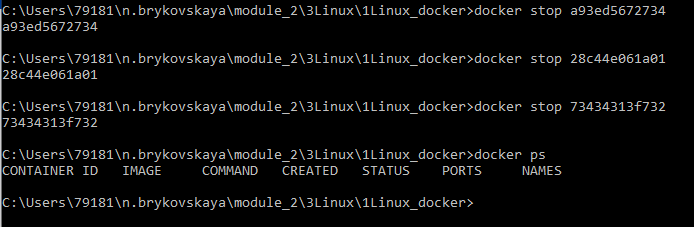 C:\Users\79181\n.brykovskaya\module_2\3Linux\1Linux_docker>docker stop a93ed5672734
a93ed5672734
C:\Users\79181\n.brykovskaya\module_2\3Linux\1Linux_docker>docker stop 28c44e061a01
28c44e061a01
C:\Users\79181\n.brykovskaya\module_2\3Linux\1Linux_docker>docker stop 73434313f732
73434313f732
C:\Users\79181\n.brykovskaya\module_2\3Linux\1Linux_docker>docker ps
CONTAINER ID   IMAGE     COMMAND   CREATED   STATUS    PORTS     NAMES
C:\Users\79181\n.brykovskaya\module_2\3Linux\1Linux_docker>